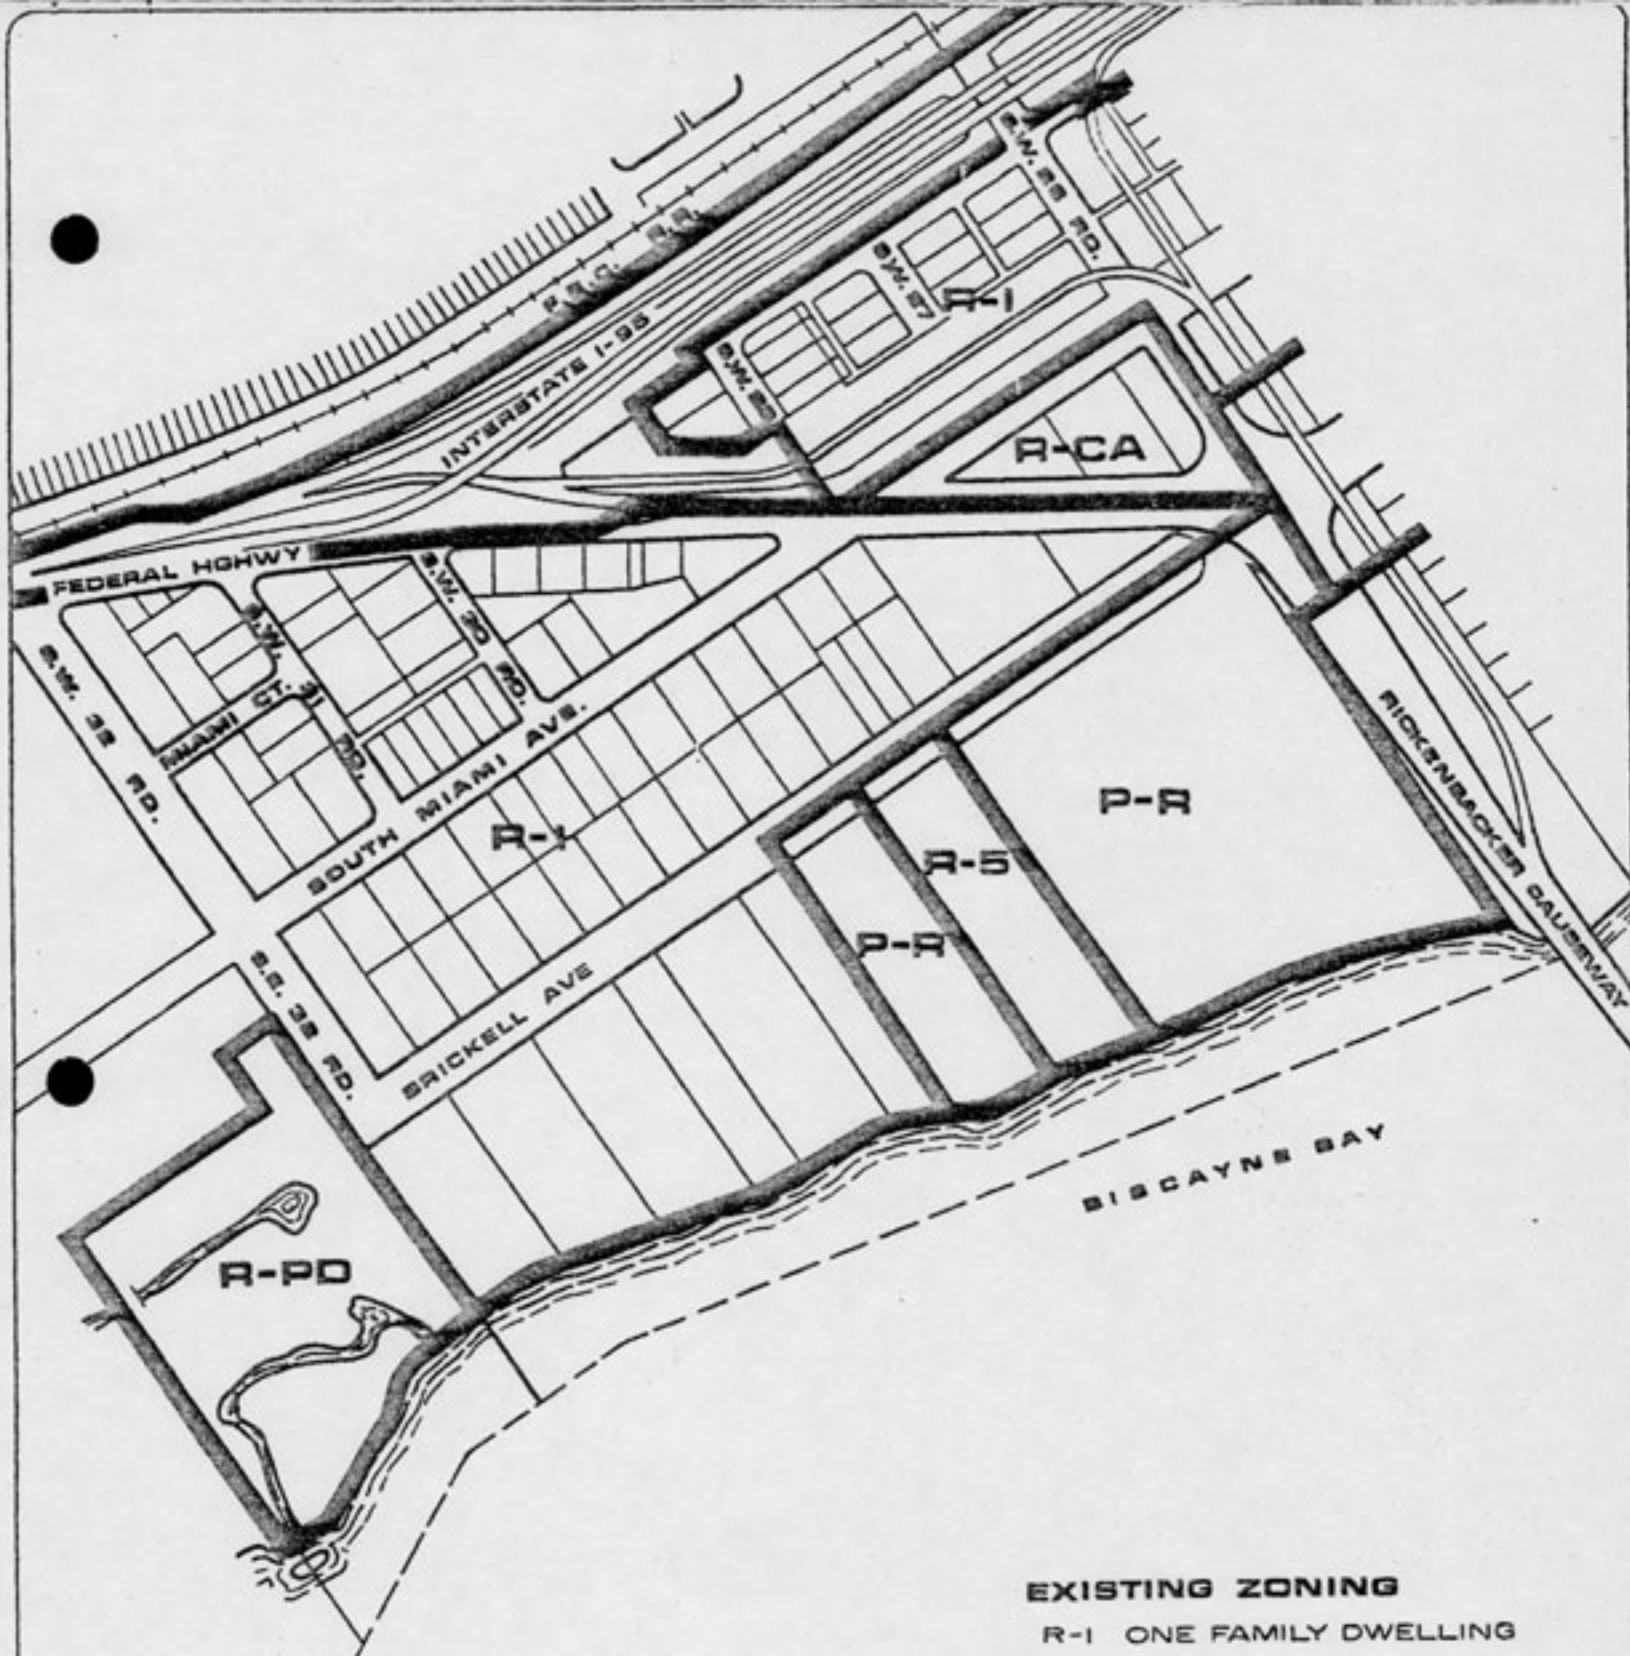 S.W. 26 RD.
F.E.C. R.R.
S.W. 27
R-1
INTERSTATE I-95
R-CA
FEDERAL HGHWY
S.W. 30 RD.
S.W. 31 RD.
S.W. 32 RD.
MIAMI CT.
SOUTH MIAMI AVE.
R-1
RICKENBACKER CAUSEWAY
P-R
R-5
P-R
S.E. 32 RD.
BRICKELL AVE
BISCAYNE BAY
R-PD
EXISTING ZONING
R-1 ONE FAMILY DWELLING